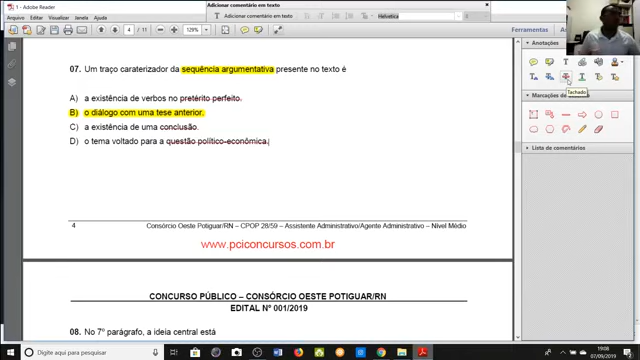 1 - Adobe Reader
Adicionar comentário em texto
Arquivo Editar Visualizar Janela Ajuda
Helvetica
4 / 11
129%
Ferramentas
Anotações
07. Um traço caraterizador da sequência argumentativa presente no texto é
A) a existência de verbos no pretérito perfeito.
B) o diálogo com uma tese anterior.
C) a existência de uma conclusão.
D) o tema voltado para a questão político-econômica.
Tachado
Marcações de
Lista de comentários
4 Consórcio Oeste Potiguar/RN – CPOP 28/59 – Assistente Administrativo/Agente Administrativo – Nível Médio
www.pciconcursos.com.br
CONCURSO PÚBLICO – CONSÓRCIO OESTE POTIGUAR/RN
EDITAL Nº 001/2019
08. No 7º parágrafo, a ideia central está
Digite aqui para pesquisar
19:08
07/09/2019